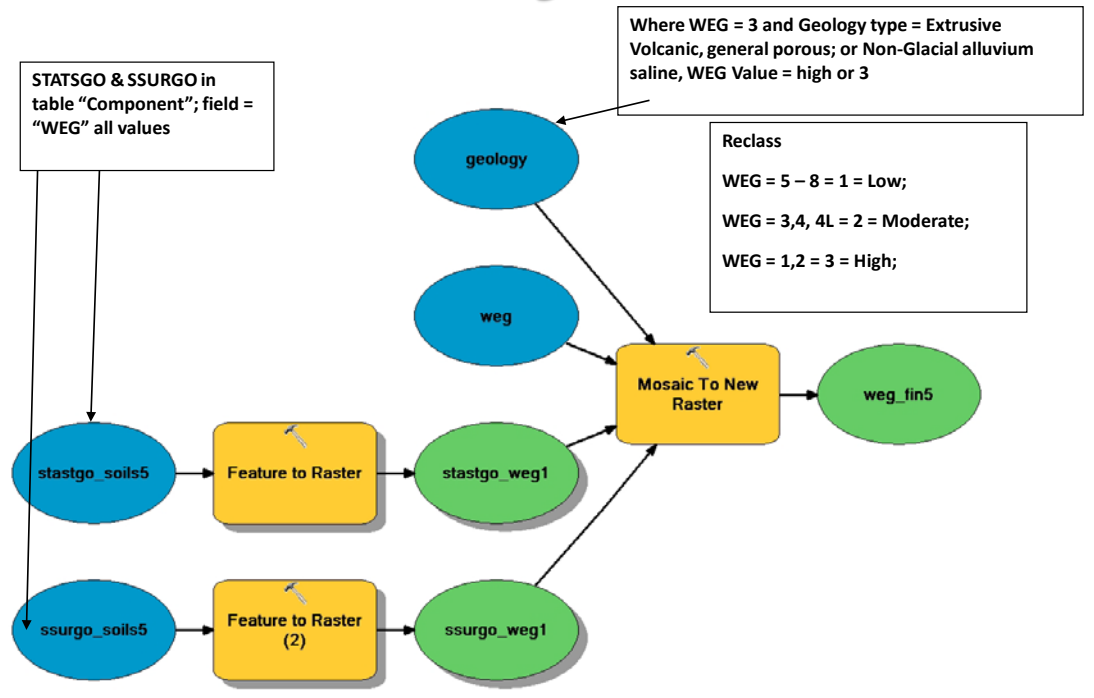 Where WEG = 3 and Geology type = Extrusive
Volcanic, general porous; or Non-Glacial alluvium
saline, WEG Value = high or 3
STATSGO & SSURGO in
table “Component”; field =
“WEG” all values
Reclass
WEG = 5 – 8 = 1 = Low;
WEG = 3,4, 4L = 2 = Moderate;
WEG = 1,2 = 3 = High;
geology
weg
Mosaic To New
Raster
weg_fin5
stastgo_soils5
Feature to Raster
stastgo_weg1
ssurgo_soils5
Feature to Raster
(2)
ssurgo_weg1